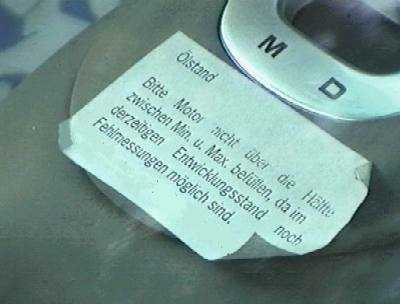 M D
Ölstand
Bitte Motor nicht über die Hälfte
zwischen Min. u. Max. befüllen, da im
derzeitigen Entwicklungsstand noch
Fehlmessungen möglich sind.